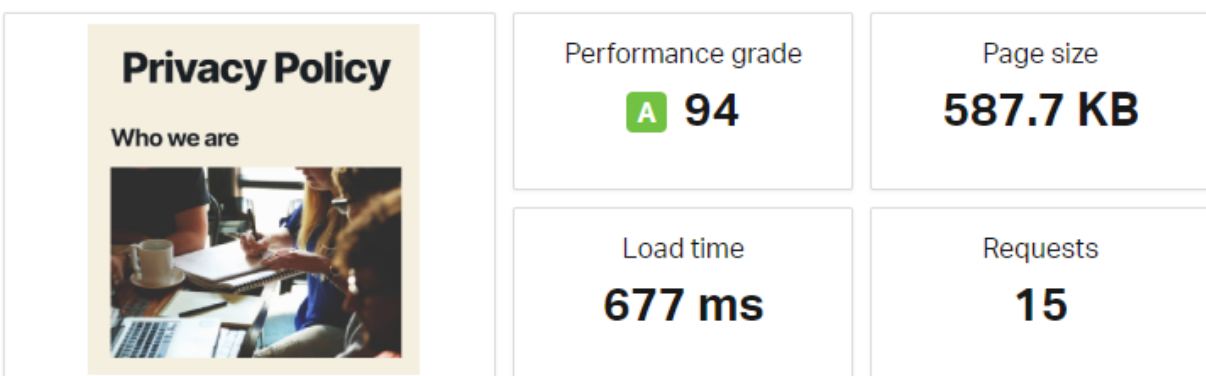 Privacy Policy
Who we are
Performance grade
A 94
Page size
587.7 KB
Load time
677 ms
Requests
15